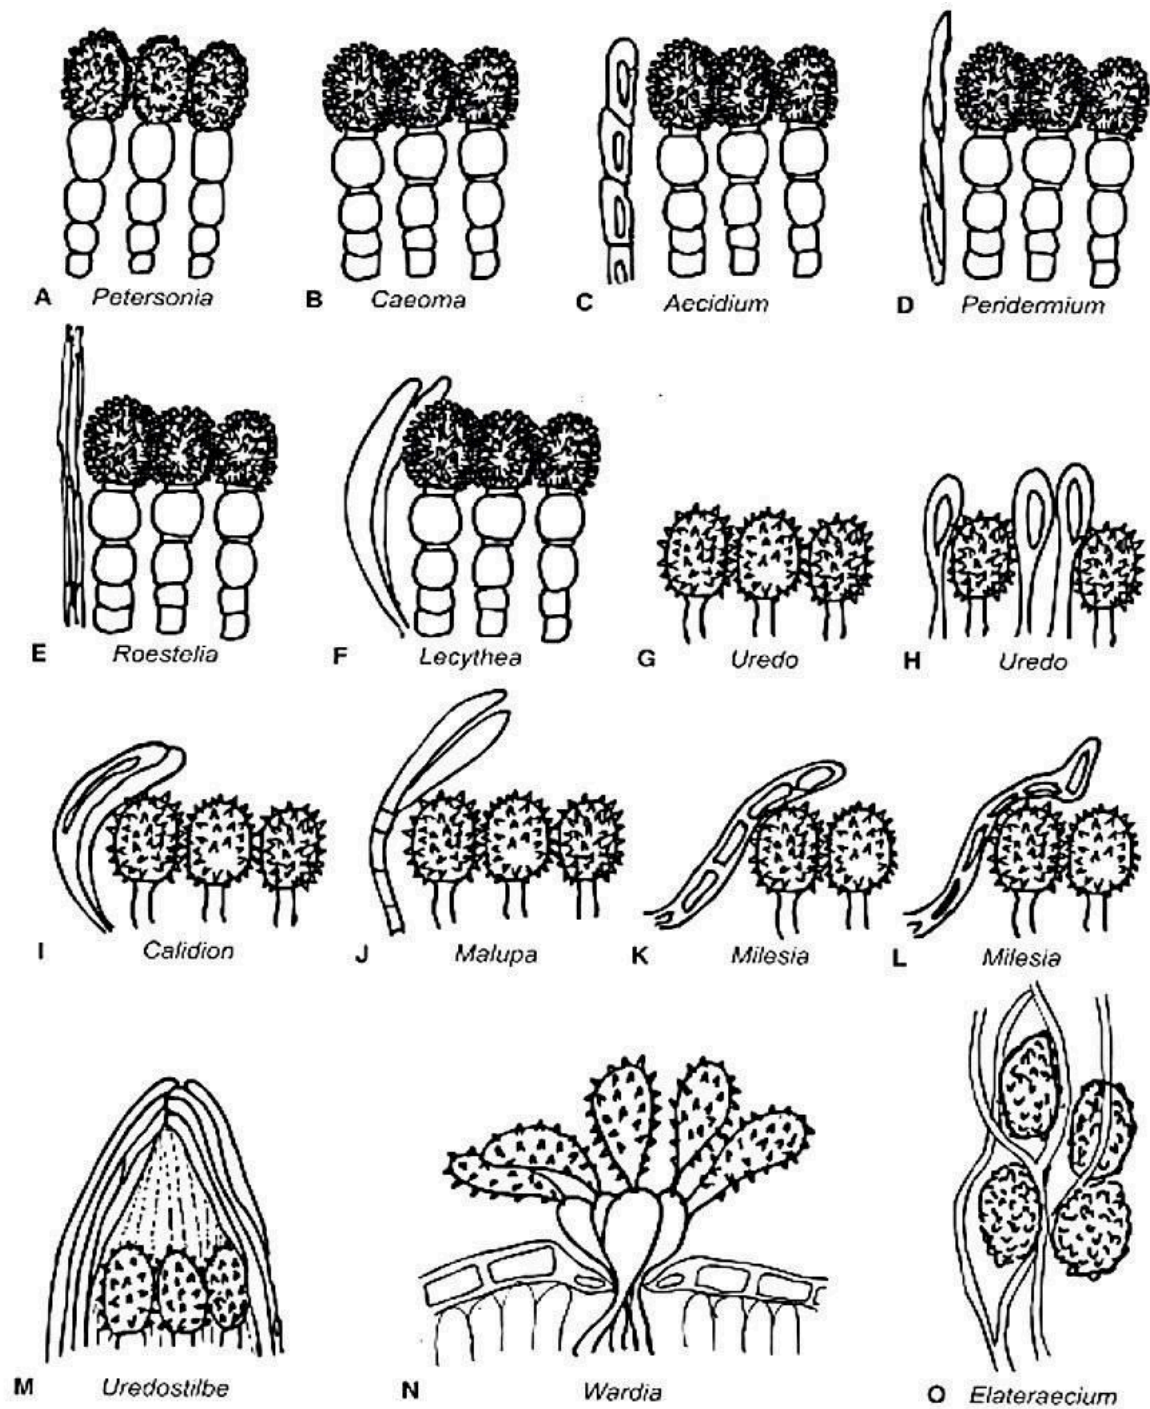 A Petersonia
B Caeoma
C Aecidium
D Peridermium
E Roestelia
F Lecythea
G Uredo
H Uredo
I Calidion
J Malupa
K Milesia
L Milesia
M Uredostilbe
N Wardia
O Elateraecium